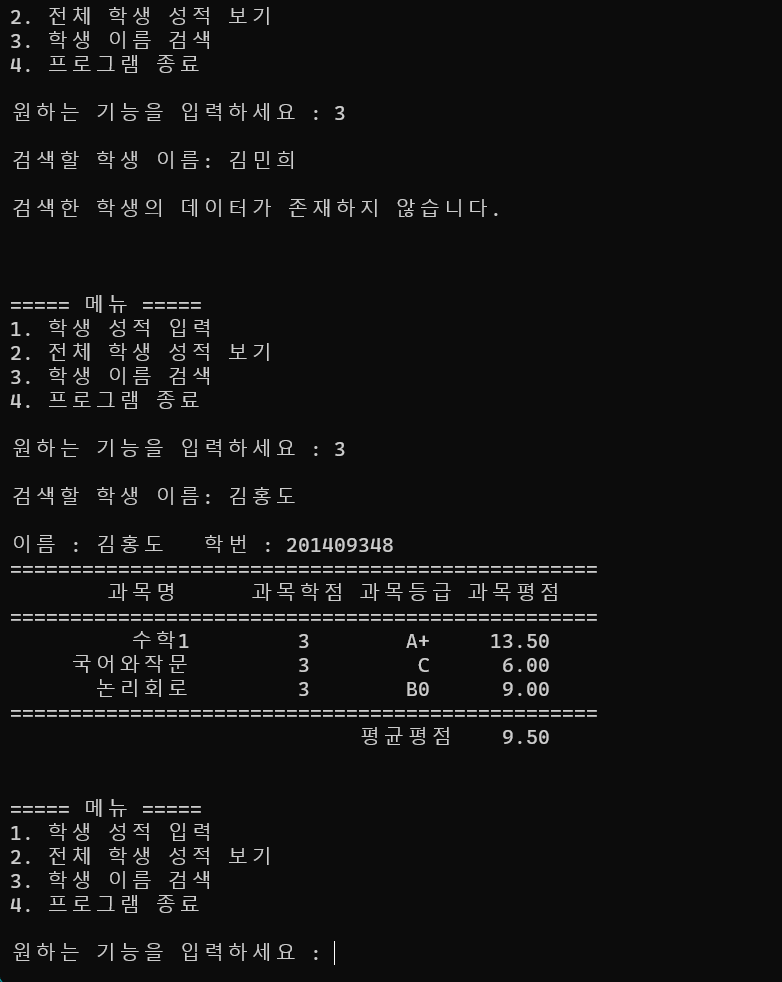 2. 전체 학생 성적 보기
3. 학생 이름 검색
4. 프로그램 종료
원하는 기능을 입력하세요 : 3
검색할 학생 이름: 김민희
검색한 학생의 데이터가 존재하지 않습니다.
===== 메뉴 =====
1. 학생 성적 입력
2. 전체 학생 성적 보기
3. 학생 이름 검색
4. 프로그램 종료
원하는 기능을 입력하세요 : 3
검색할 학생 이름: 김홍도
이름 : 김홍도 학번 : 201409348
=================================================
과목명 과목학점 과목등급 과목평점
=================================================
수학1 3 A+ 13.50
국어와작문 3 C 6.00
논리회로 3 B0 9.00
=================================================
평균평점 9.50
===== 메뉴 =====
1. 학생 성적 입력
2. 전체 학생 성적 보기
3. 학생 이름 검색
4. 프로그램 종료
원하는 기능을 입력하세요 :